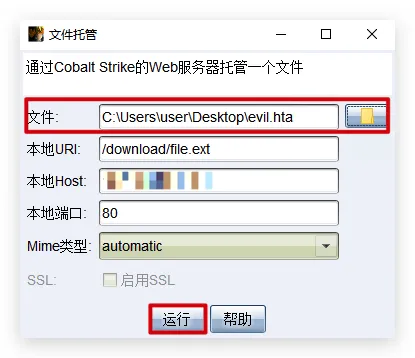 文件托管
通过Cobalt Strike的Web服务器托管一个文件
文件: C:\Users\user\Desktop\evil.hta
本地URI: /download/file.ext
本地Host:
本地端口: 80
Mime类型: automatic
SSL: 启用SSL
运行 帮助